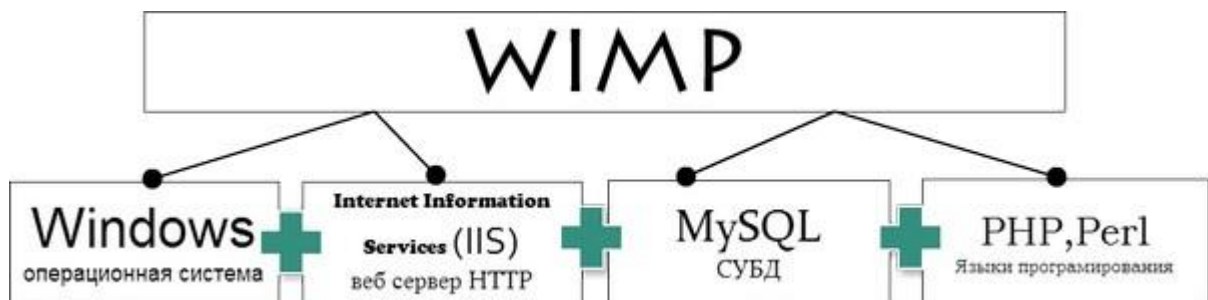 WIMP
Windows
операционная система
Internet Information
Services (IIS)
веб сервер HTTP
MySQL
СУБД
PHP,Perl
Языки програмирования